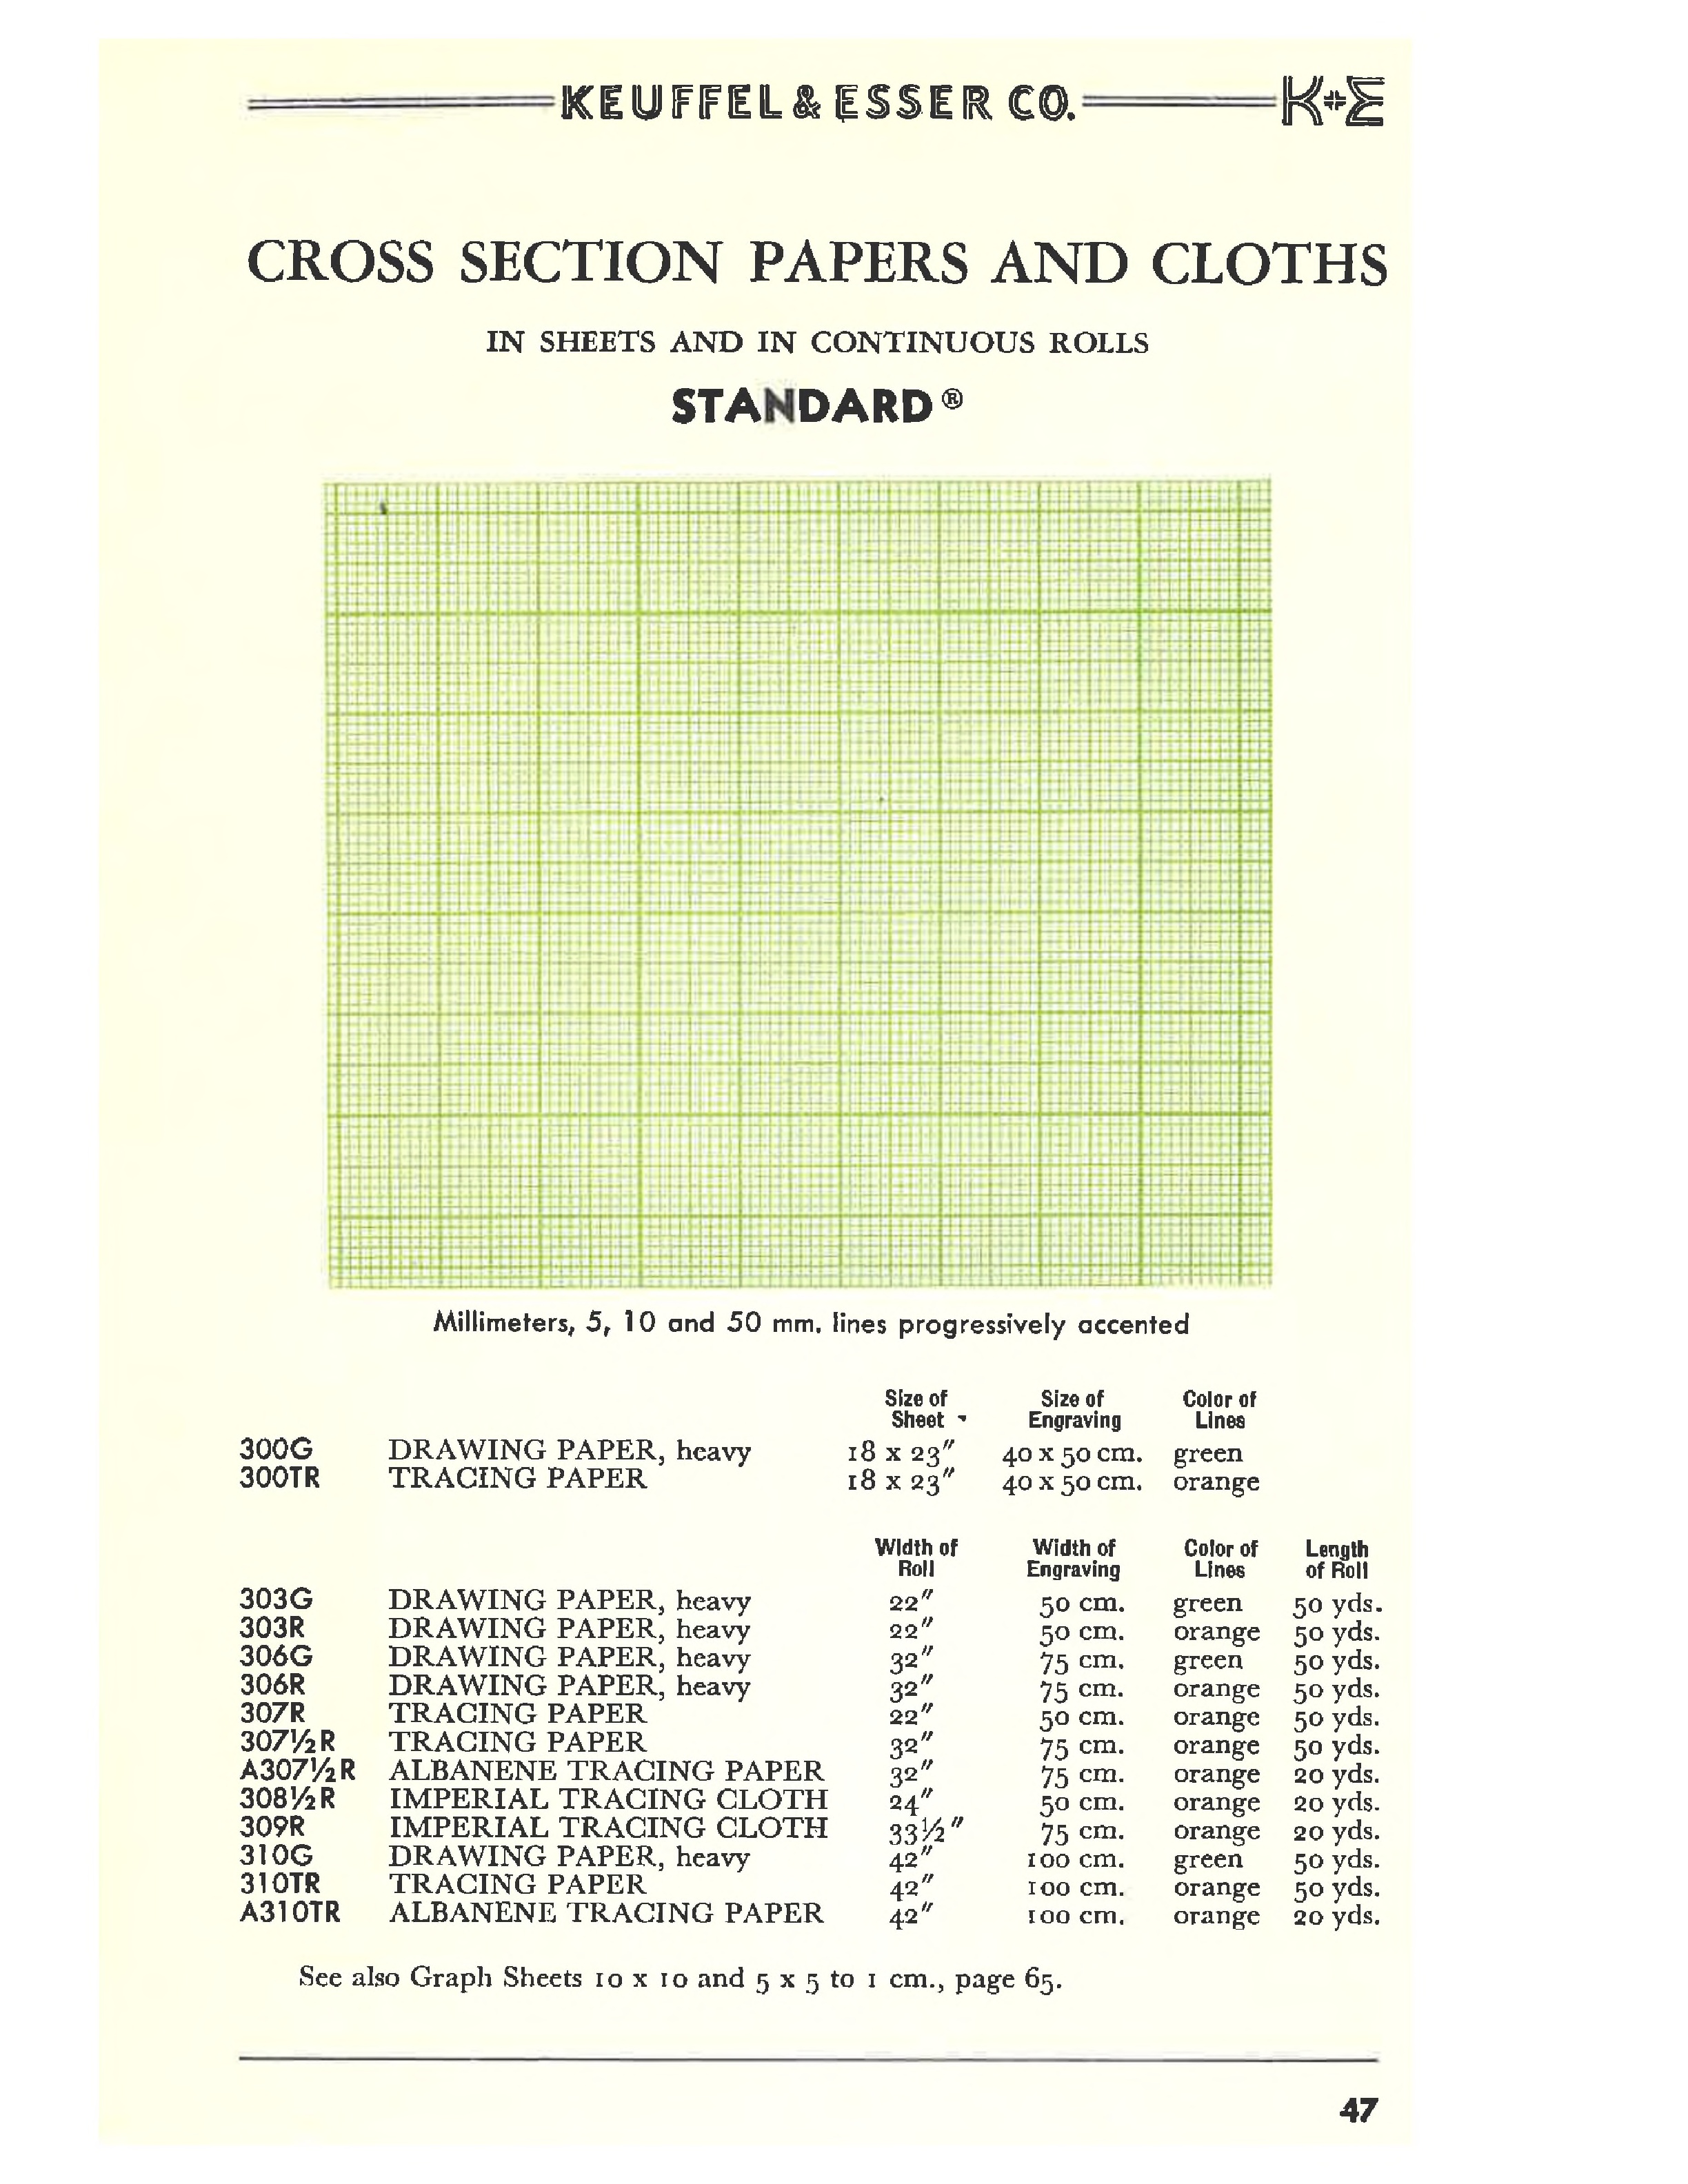 KEUFFEL & ESSER CO. K+E
CROSS SECTION PAPERS AND CLOTHS
IN SHEETS AND IN CONTINUOUS ROLLS
STANDARD ®
Millimeters, 5, 10 and 50 mm. lines progressively accented
Size of Sheet Size of Engraving Color of Lines
300G DRAWING PAPER, heavy 18 x 23″ 40 x 50 cm. green
300TR TRACING PAPER 18 x 23″ 40 x 50 cm. orange
Width of Roll Width of Engraving Color of Lines Length of Roll
303G DRAWING PAPER, heavy 22″ 50 cm. green 50 yds.
303R DRAWING PAPER, heavy 22″ 50 cm. orange 50 yds.
306G DRAWING PAPER, heavy 32″ 75 cm. green 50 yds.
306R DRAWING PAPER, heavy 32″ 75 cm. orange 50 yds.
307R TRACING PAPER 22″ 50 cm. orange 50 yds.
307½R TRACING PAPER 32″ 75 cm. orange 50 yds.
A307½R ALBANENE TRACING PAPER 32″ 75 cm. orange 20 yds.
308½R IMPERIAL TRACING CLOTH 24″ 50 cm. orange 20 yds.
309R IMPERIAL TRACING CLOTH 33½″ 75 cm. orange 20 yds.
310G DRAWING PAPER, heavy 42″ 100 cm. green 50 yds.
310TR TRACING PAPER 42″ 100 cm. orange 50 yds.
A310TR ALBANENE TRACING PAPER 42″ 100 cm. orange 20 yds.
See also Graph Sheets 10 x 10 and 5 x 5 to 1 cm., page 65.
47